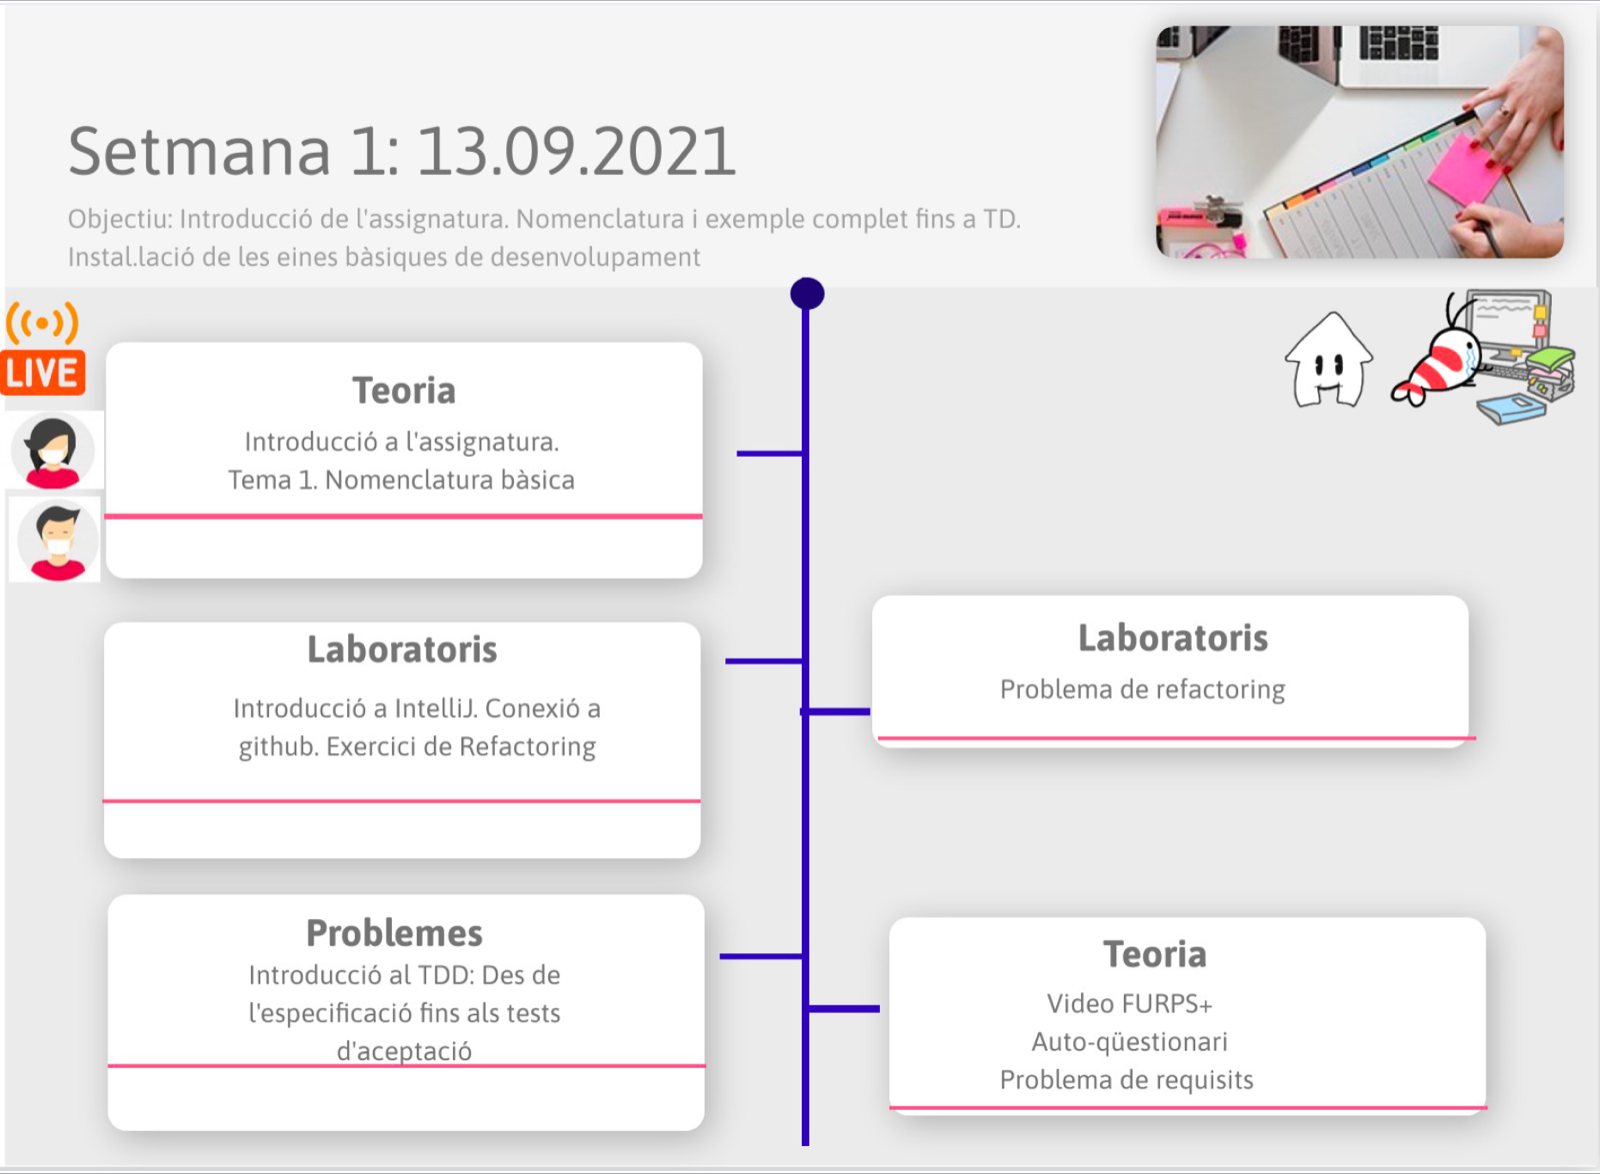 Setmana 1: 13.09.2021
Objectiu: Introducció de l'assignatura. Nomenclatura i exemple complet fins a TD.
Instal.lació de les eines bàsiques de desenvolupament
LIVE
Teoria
Introducció a l'assignatura.
Tema 1. Nomenclatura bàsica
Laboratoris
Introducció a IntelliJ. Conexió a
github. Exercici de Refactoring
Problemes
Introducció al TDD: Des de
l'especificació fins als tests
d'aceptació
Laboratoris
Problema de refactoring
Teoria
Video FURPS+
Auto-qüestionari
Problema de requisits